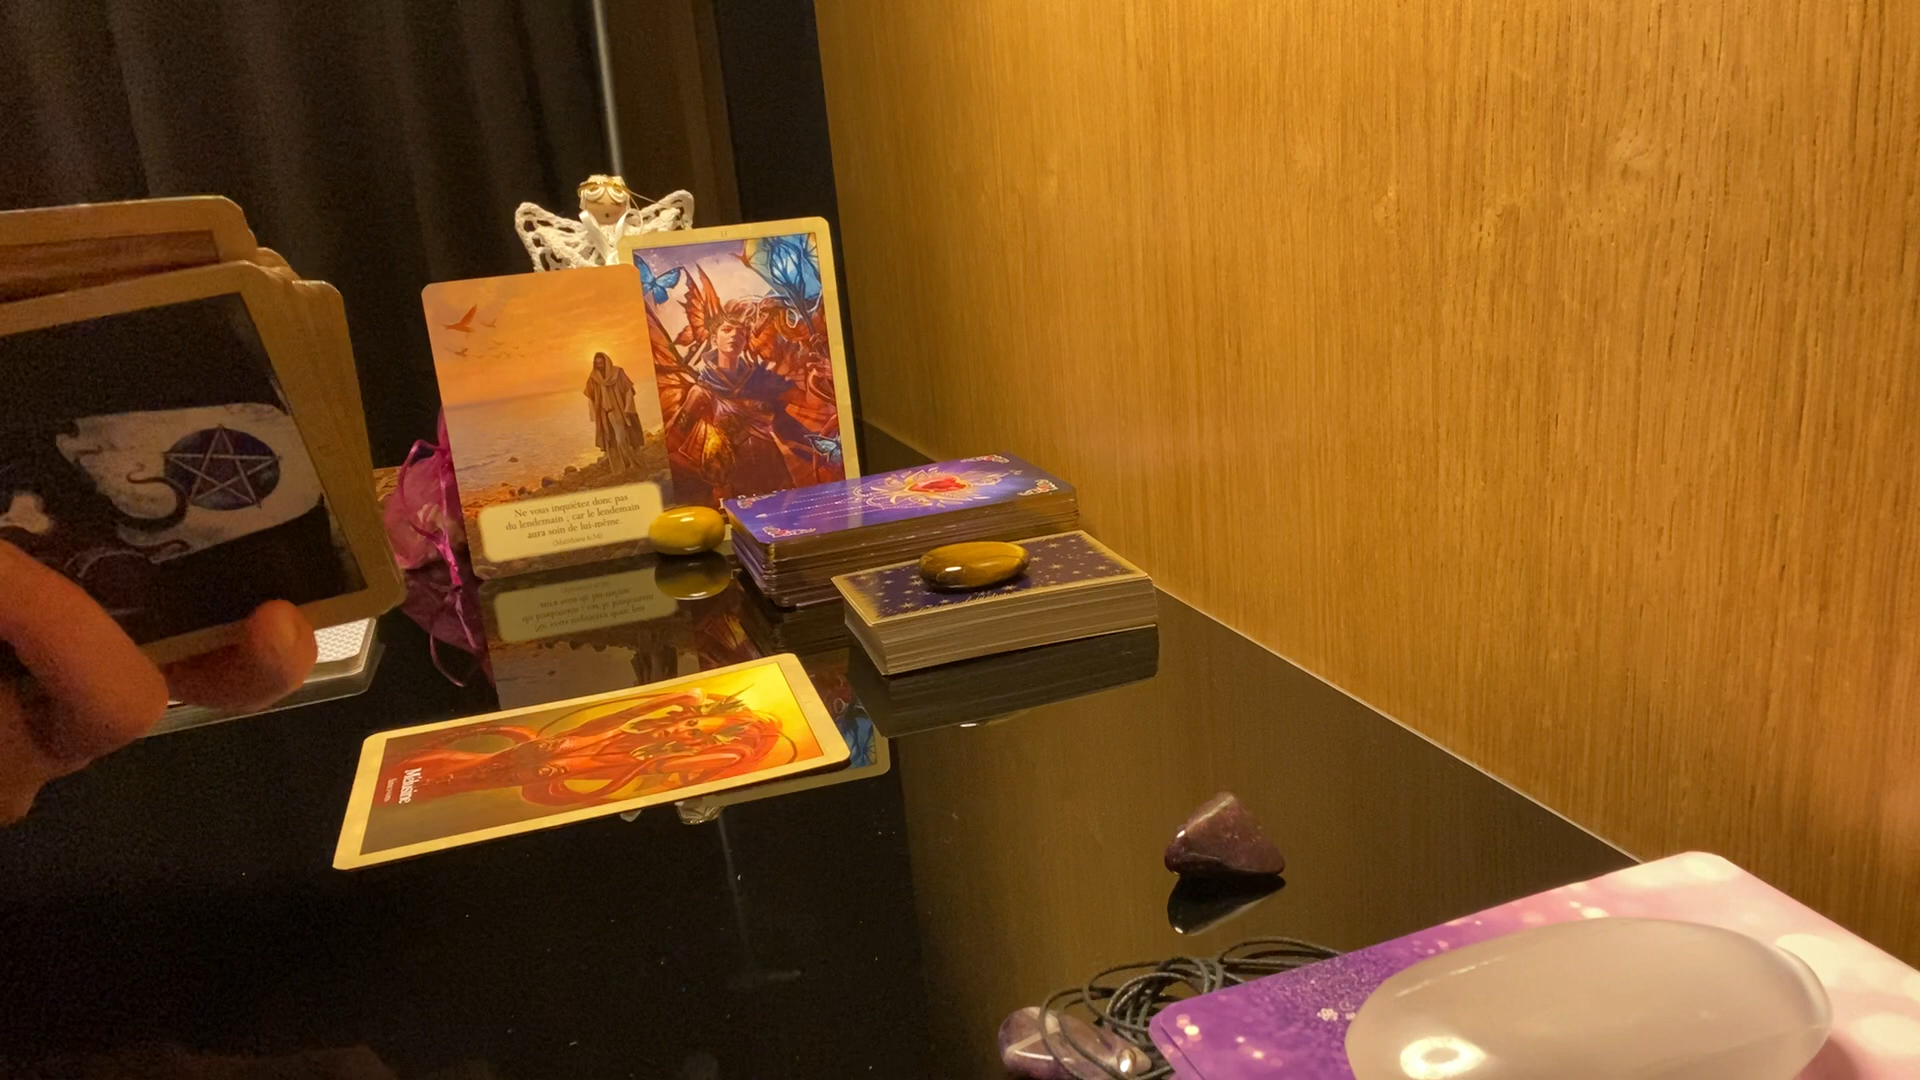 Ne vous inquiétez donc pas
du lendemain ; car le lendemain
aura soin de lui-même.
(Matthieu 6:34)
Mélusine